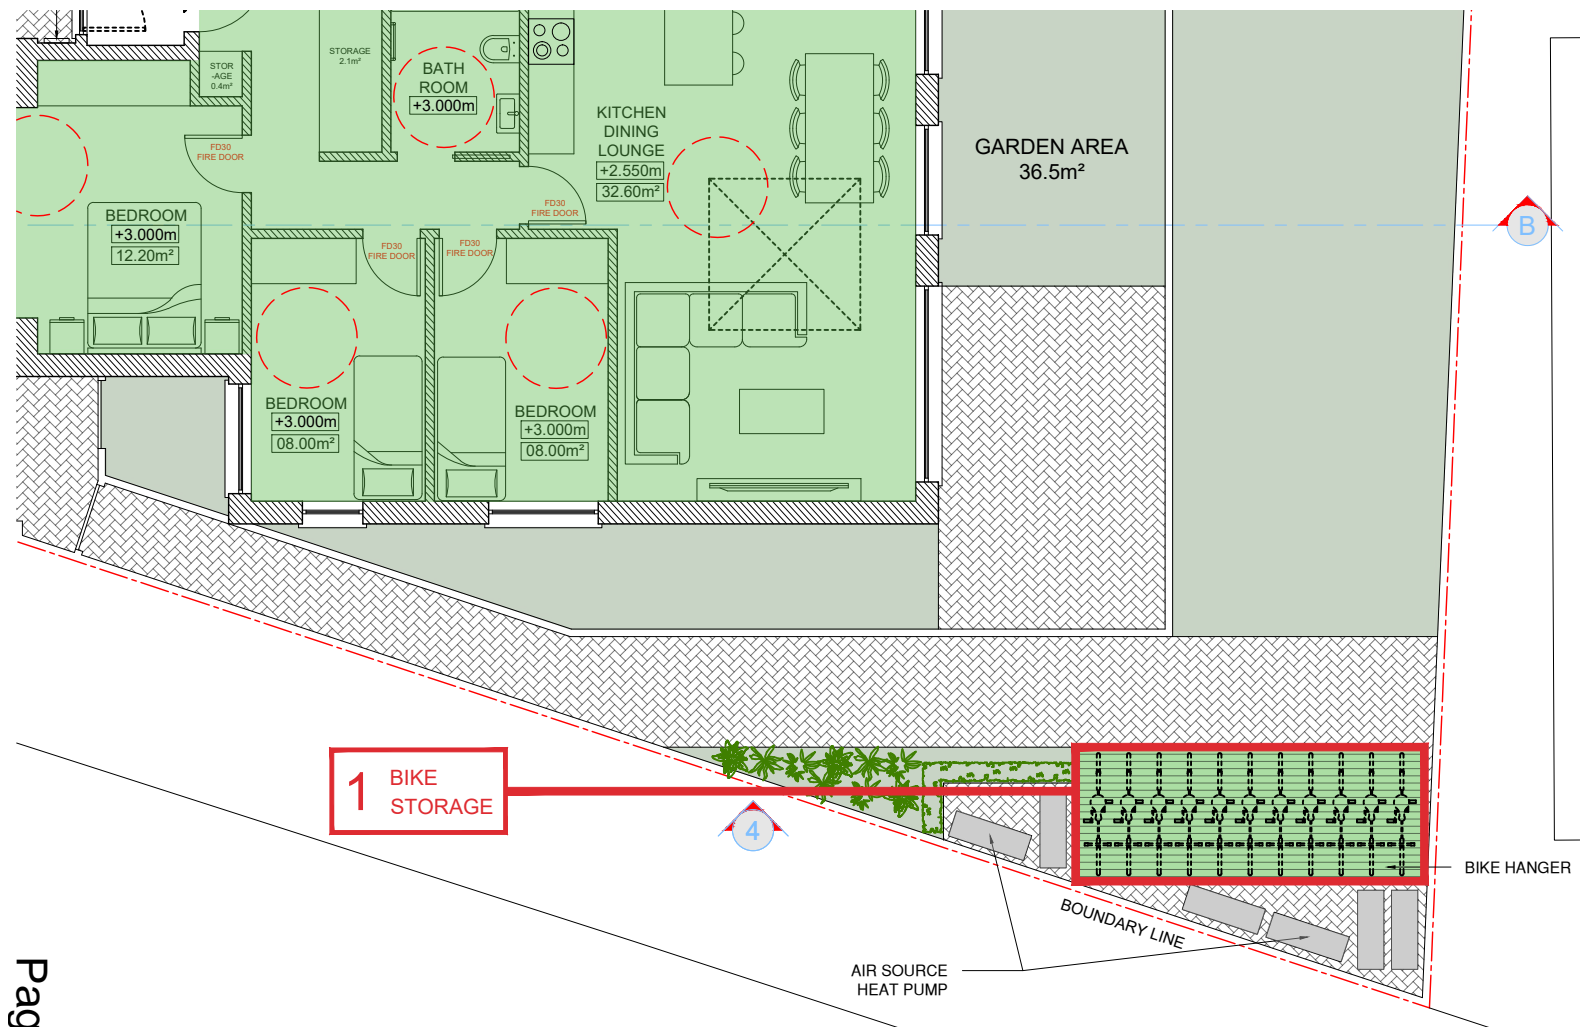 STORAGE
2.1m²
STOR
-AGE
0.4m²
BATH
ROOM
+3.000m
KITCHEN
DINING
LOUNGE
+2.550m
32.60m²
GARDEN AREA
36.5m²
FD30
FIRE DOOR
BEDROOM
+3.000m
12.20m²
FD30
FIRE DOOR
FD30
FIRE DOOR
FD30
FIRE DOOR
B
BEDROOM
+3.000m
08.00m²
BEDROOM
+3.000m
08.00m²
1 BIKE
STORAGE
4
BIKE HANGER
BOUNDARY LINE
AIR SOURCE
HEAT PUMP
Pag